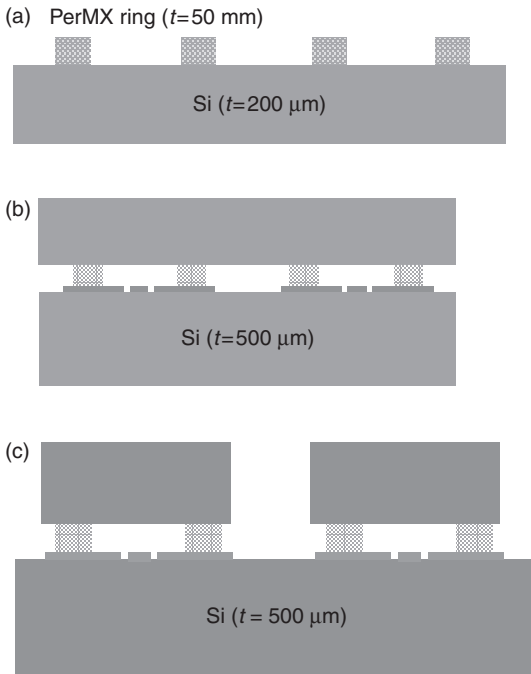 (a) PerMX ring (t=50 mm)
Si (t=200 μm)
(b)
Si (t=500 μm)
(c)
Si (t = 500 μm)